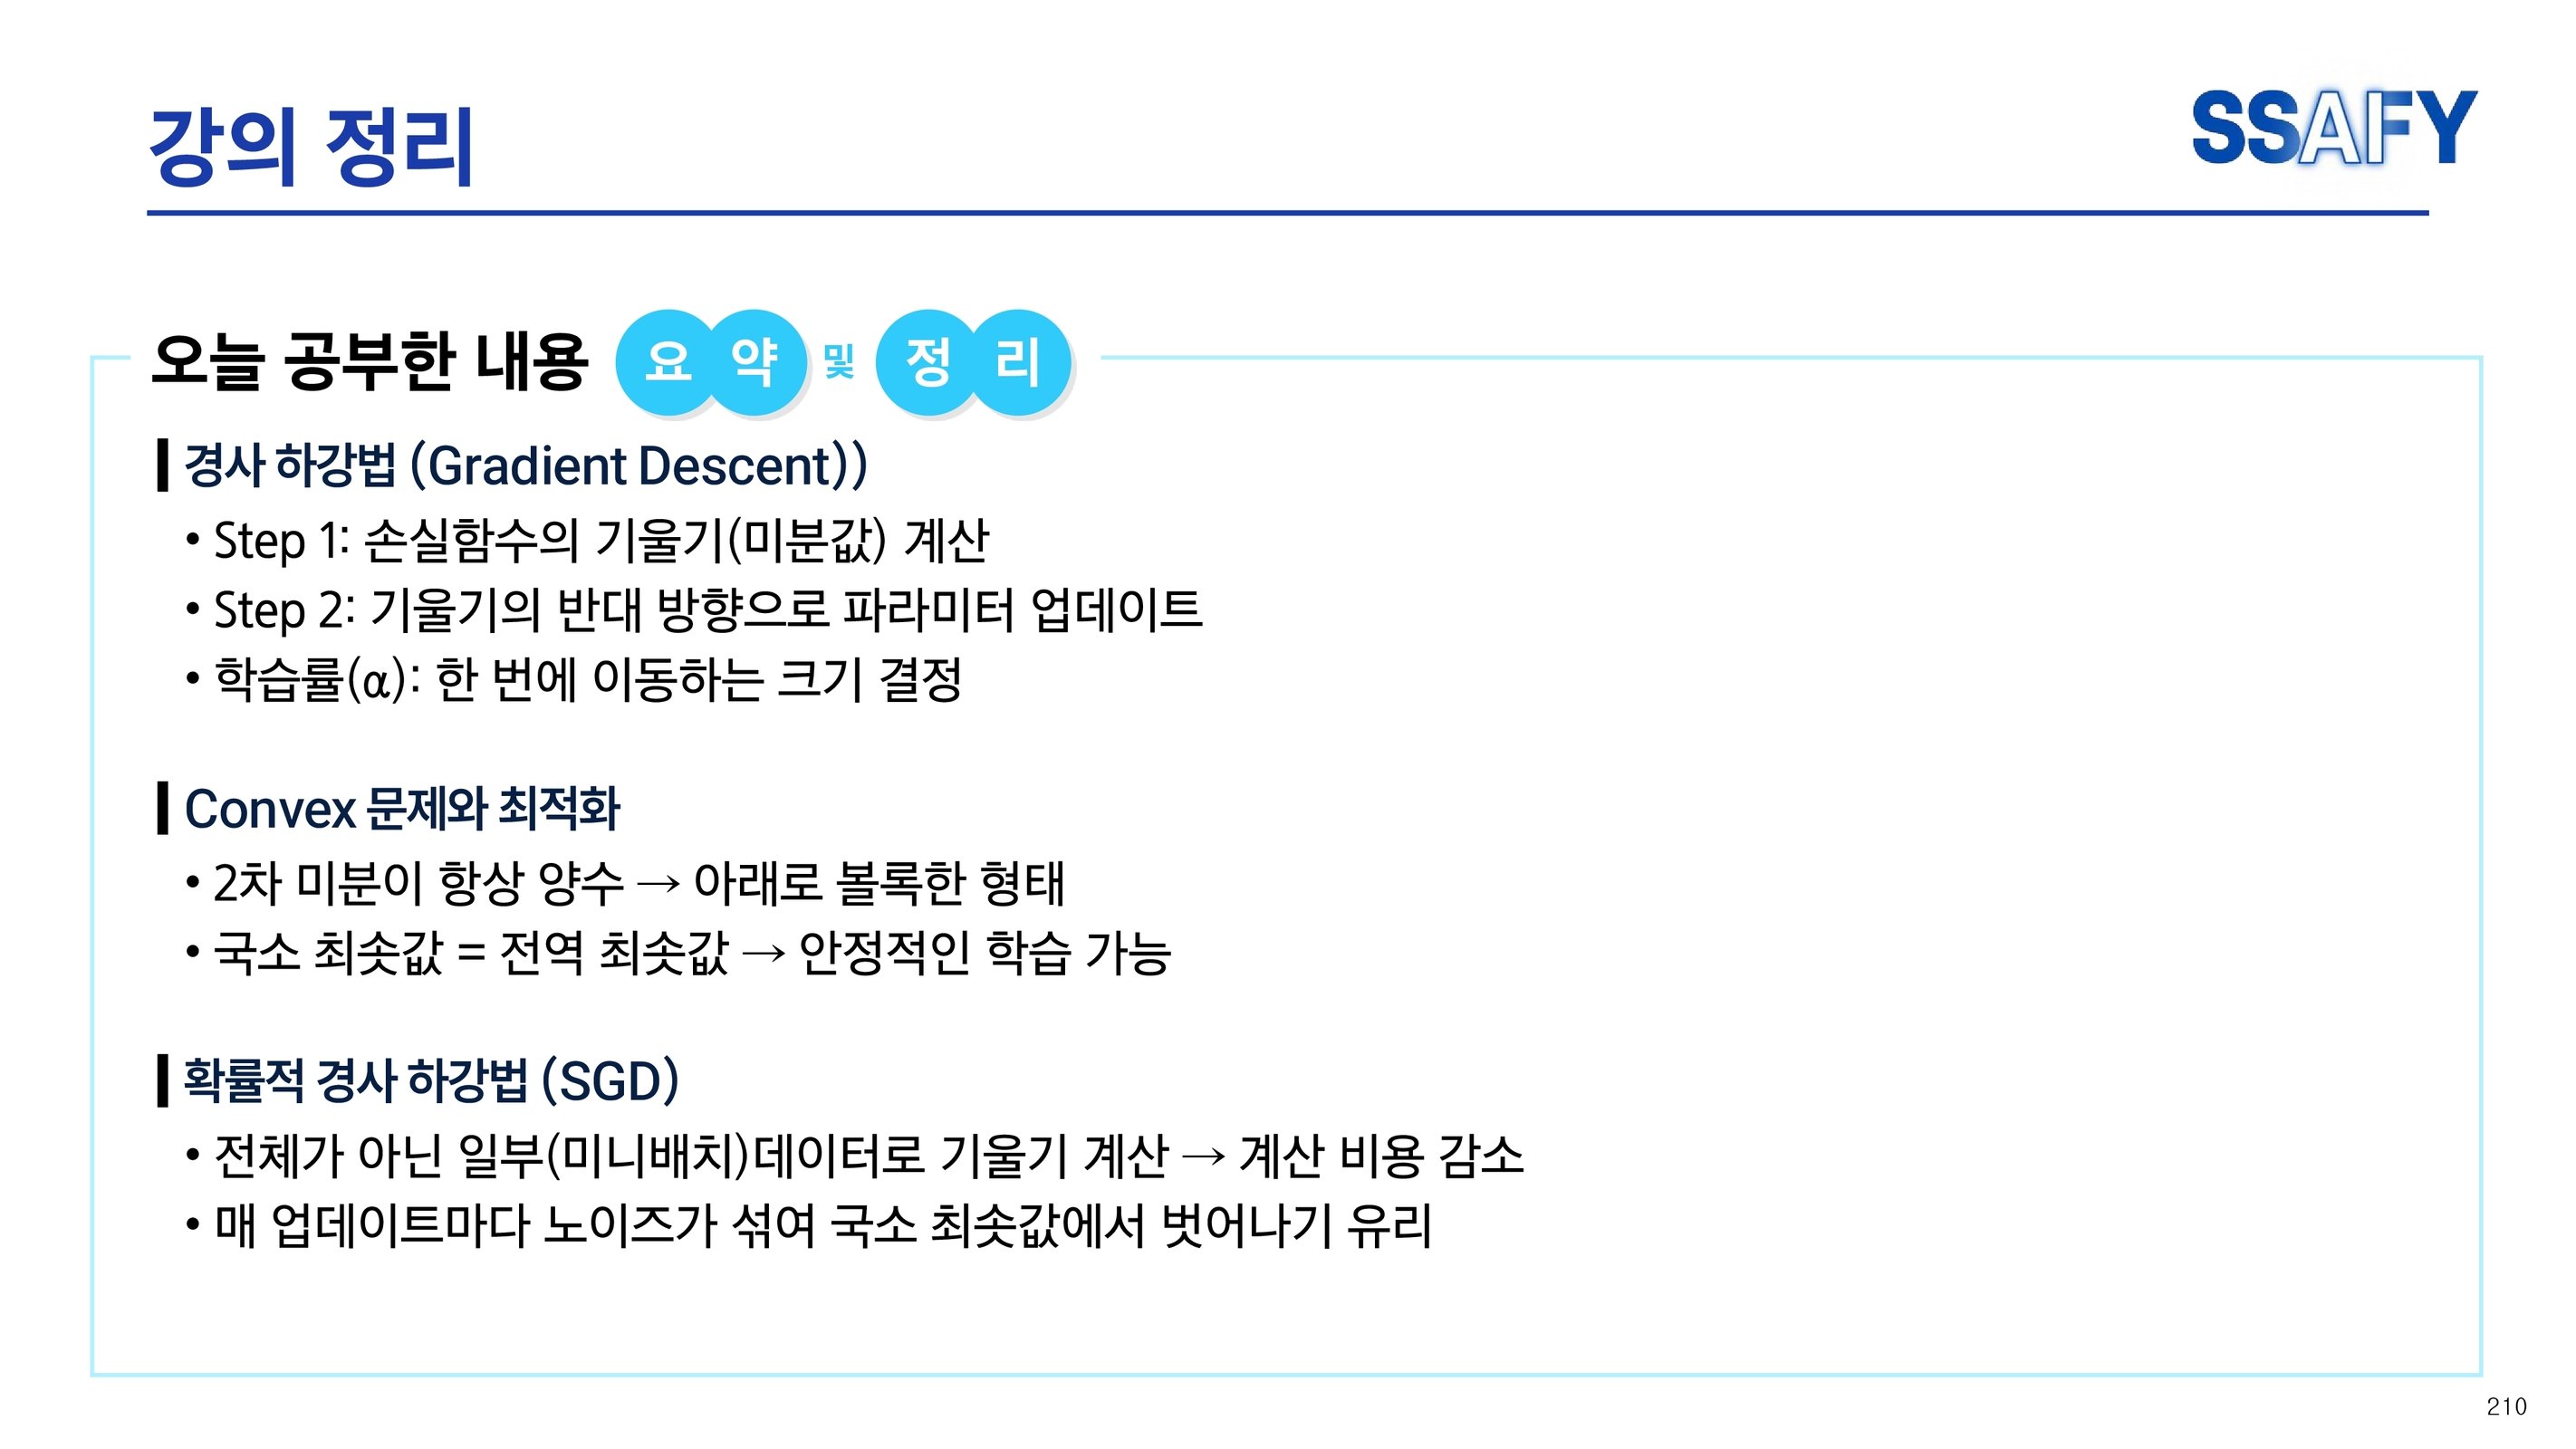 강의 정리
SSAFY
오늘 공부한 내용 요약 및 정리
경사 하강법 (Gradient Descent))
• Step 1: 손실함수의 기울기(미분값) 계산
• Step 2: 기울기의 반대 방향으로 파라미터 업데이트
• 학습률(α): 한 번에 이동하는 크기 결정
Convex 문제와 최적화
• 2차 미분이 항상 양수 → 아래로 볼록한 형태
• 국소 최솟값 = 전역 최솟값 → 안정적인 학습 가능
확률적 경사 하강법 (SGD)
• 전체가 아닌 일부(미니배치)데이터로 기울기 계산 → 계산 비용 감소
• 매 업데이트마다 노이즈가 섞여 국소 최솟값에서 벗어나기 유리
210